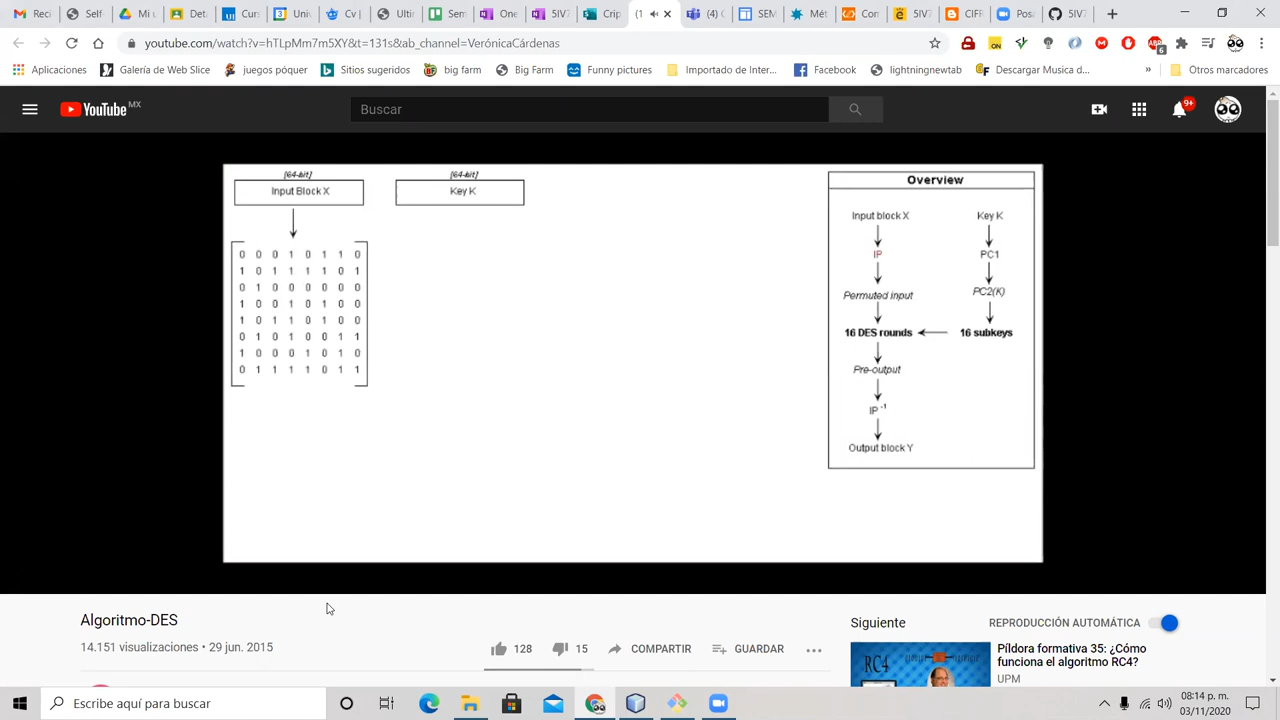 Reci
Self-
Mi u
Deta
Cur
Unic
Cv j
Ultir
Sem
One
5IV7
Crip
(1
(4) (
SEM
Mét
Con
5IV7
CIFR
Posa
5IV7
youtube.com/watch?v=hTLpMm7m5XV&t=131s&ab_channel=VerónicaCárdenas
ON
6
Aplicaciones
Galería de Web Slice
juegos póquer
Sitios sugeridos
big farm
Big Farm
Funny pictures
Importado de Inter...
Facebook
lightningnewtab
Descargar Musica d...
»
Otros marcadores
YouTube MX
Buscar
9+
[64-bit]
Input Block X
[64-bit]
Key K
0 0 0 1 0 1 1 0
1 0 1 1 1 1 0 1
0 1 0 0 0 0 0 0
1 0 0 1 0 1 0 0
1 0 1 1 0 1 0 0
0 1 0 1 0 0 1 1
1 0 0 0 1 0 1 0
0 1 1 1 1 0 1 1
Overview
Input block X Key K
IP PC1
Permuted input PC2(K)
16 DES rounds 16 subkeys
Pre-output
IP -1
Output block Y
Algoritmo-DES
14.151 visualizaciones • 29 jun. 2015
128
15
COMPARTIR
GUARDAR
Siguiente
REPRODUCCIÓN AUTOMÁTICA
RC4
Píldora formativa 35: ¿Cómo
funciona el algoritmo RC4?
UPM
Escribe aquí para buscar
08:14 p. m.
03/11/2020